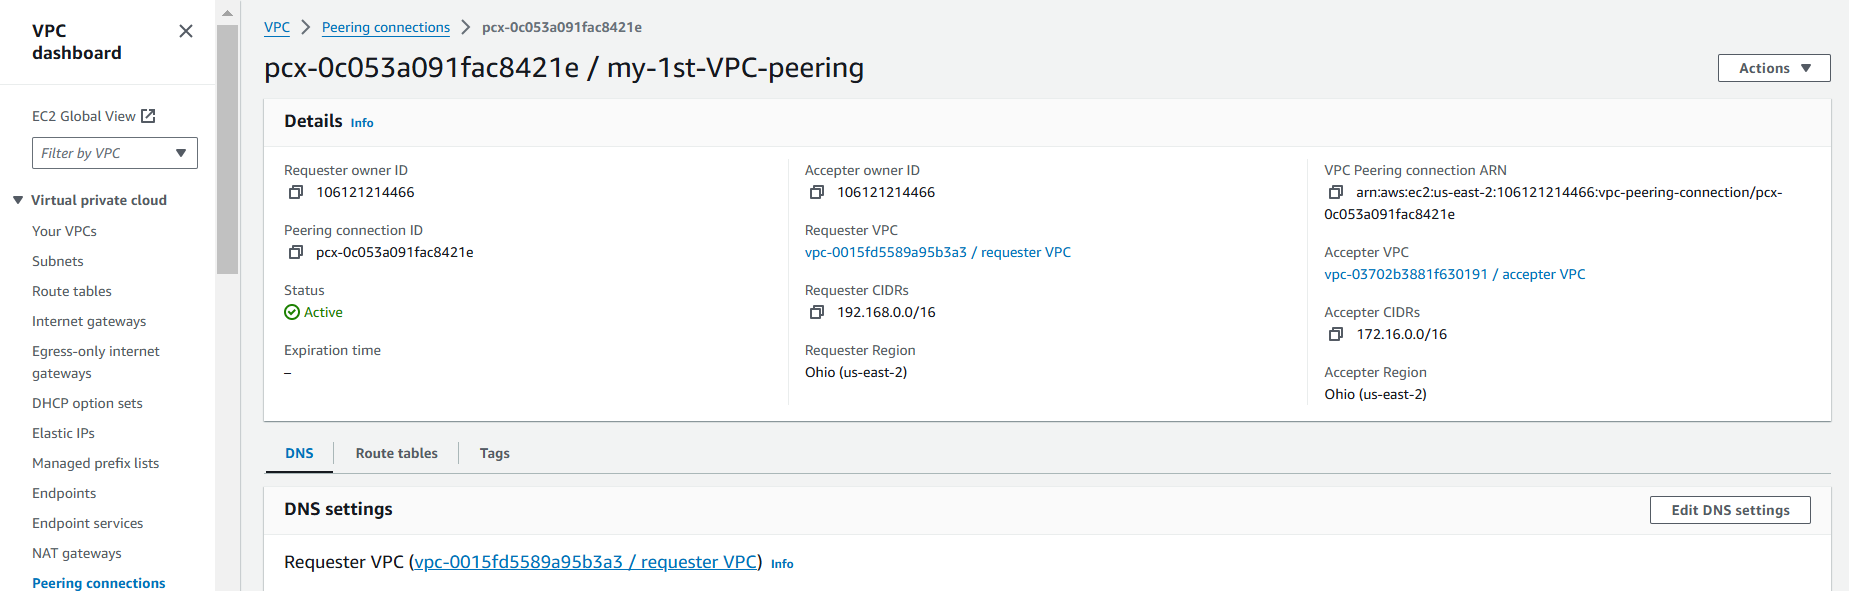 VPC
dashboard
EC2 Global View
Filter by VPC
Virtual private cloud
Your VPCs
Subnets
Route tables
Internet gateways
Egress-only internet
gateways
DHCP option sets
Elastic IPs
Managed prefix lists
Endpoints
Endpoint services
NAT gateways
Peering connections
VPC > Peering connections > pcx-0c053a091fac8421e
pcx-0c053a091fac8421e / my-1st-VPC-peering
Actions
Details Info
Requester owner ID
106121214466
Peering connection ID
pcx-0c053a091fac8421e
Status
Active
Expiration time
–
Accepter owner ID
106121214466
Requester VPC
vpc-0015fd5589a95b3a3 / requester VPC
Requester CIDRs
192.168.0.0/16
Requester Region
Ohio (us-east-2)
VPC Peering connection ARN
arn:aws:ec2:us-east-2:106121214466:vpc-peering-connection/pcx-
0c053a091fac8421e
Accepter VPC
vpc-03702b3881f630191 / accepter VPC
Accepter CIDRs
172.16.0.0/16
Accepter Region
Ohio (us-east-2)
DNS Route tables Tags
DNS settings
Edit DNS settings
Requester VPC (vpc-0015fd5589a95b3a3 / requester VPC) Info